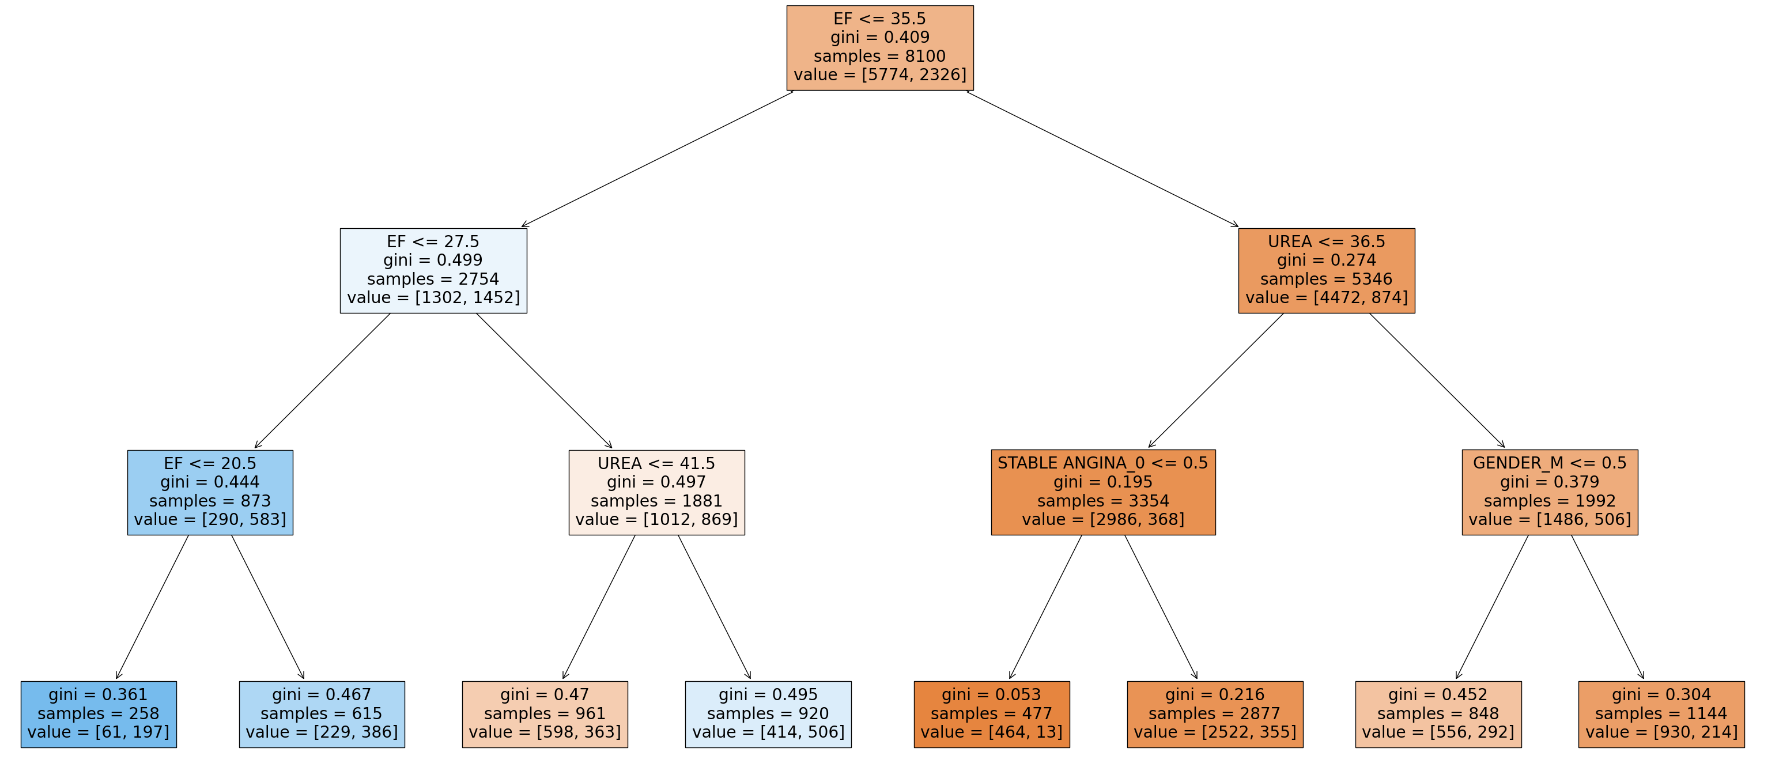 EF <= 35.5
gini = 0.409
samples = 8100
value = [5774, 2326]
EF <= 27.5
gini = 0.499
samples = 2754
value = [1302, 1452]
UREA <= 36.5
gini = 0.274
samples = 5346
value = [4472, 874]
EF <= 20.5
gini = 0.444
samples = 873
value = [290, 583]
UREA <= 41.5
gini = 0.497
samples = 1881
value = [1012, 869]
STABLE ANGINA_0 <= 0.5
gini = 0.195
samples = 3354
value = [2986, 368]
GENDER_M <= 0.5
gini = 0.379
samples = 1992
value = [1486, 506]
gini = 0.361
samples = 258
value = [61, 197]
gini = 0.467
samples = 615
value = [229, 386]
gini = 0.47
samples = 961
value = [598, 363]
gini = 0.495
samples = 920
value = [414, 506]
gini = 0.053
samples = 477
value = [464, 13]
gini = 0.216
samples = 2877
value = [2522, 355]
gini = 0.452
samples = 848
value = [556, 292]
gini = 0.304
samples = 1144
value = [930, 214]